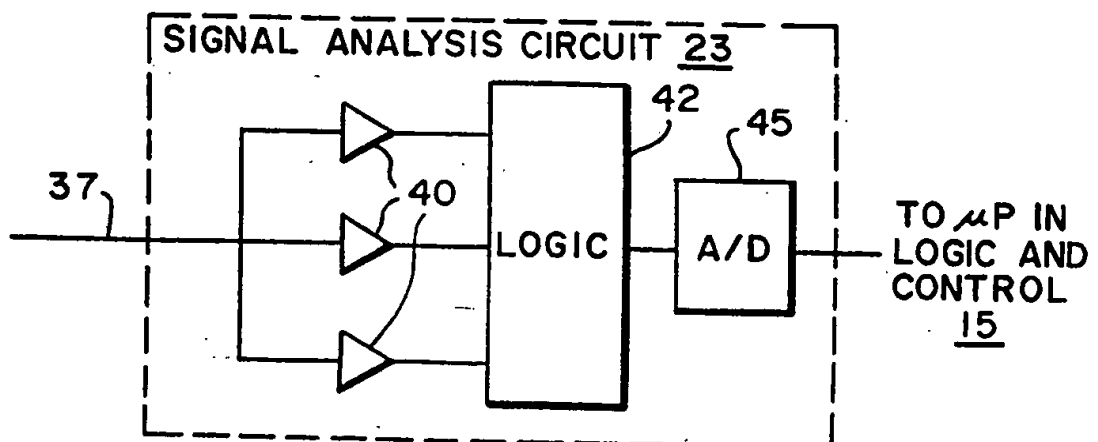 SIGNAL ANALYSIS CIRCUIT 23
42
45
37
40
LOGIC
A/D
TO μP IN
LOGIC AND
CONTROL
15